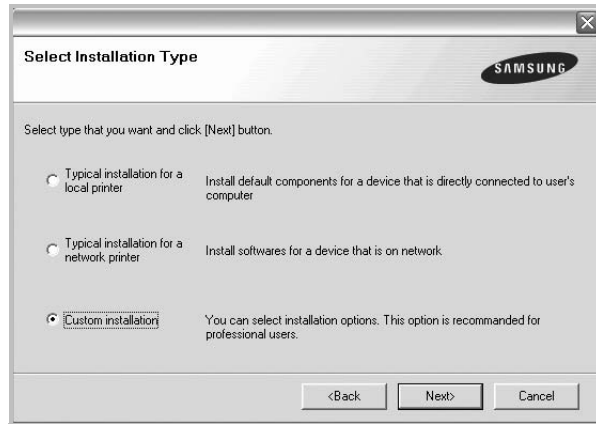 Select Installation Type
SAMSUNG
Select type that you want and click [Next] button.
Typical installation for a
local printer
Install default components for a device that is directly connected to user's
computer
Typical installation for a
network printer
Install softwares for a device that is on network
Custom installation
You can select installation options. This option is recommanded for
professional users.
<Back
Next>
Cancel